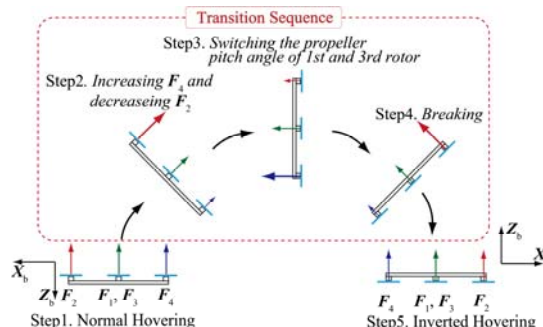 Transition Sequence
Step3. Switching the propeller
pitch angle of 1st and 3rd rotor
Step2. Increasing F4 and
decreaseing F2
Step4. Breaking
Xb
Zb
F2
F1, F3
F4
Step1. Normal Hovering
Zb
X
F4
F1, F3
F2
Step5. Inverted Hovering